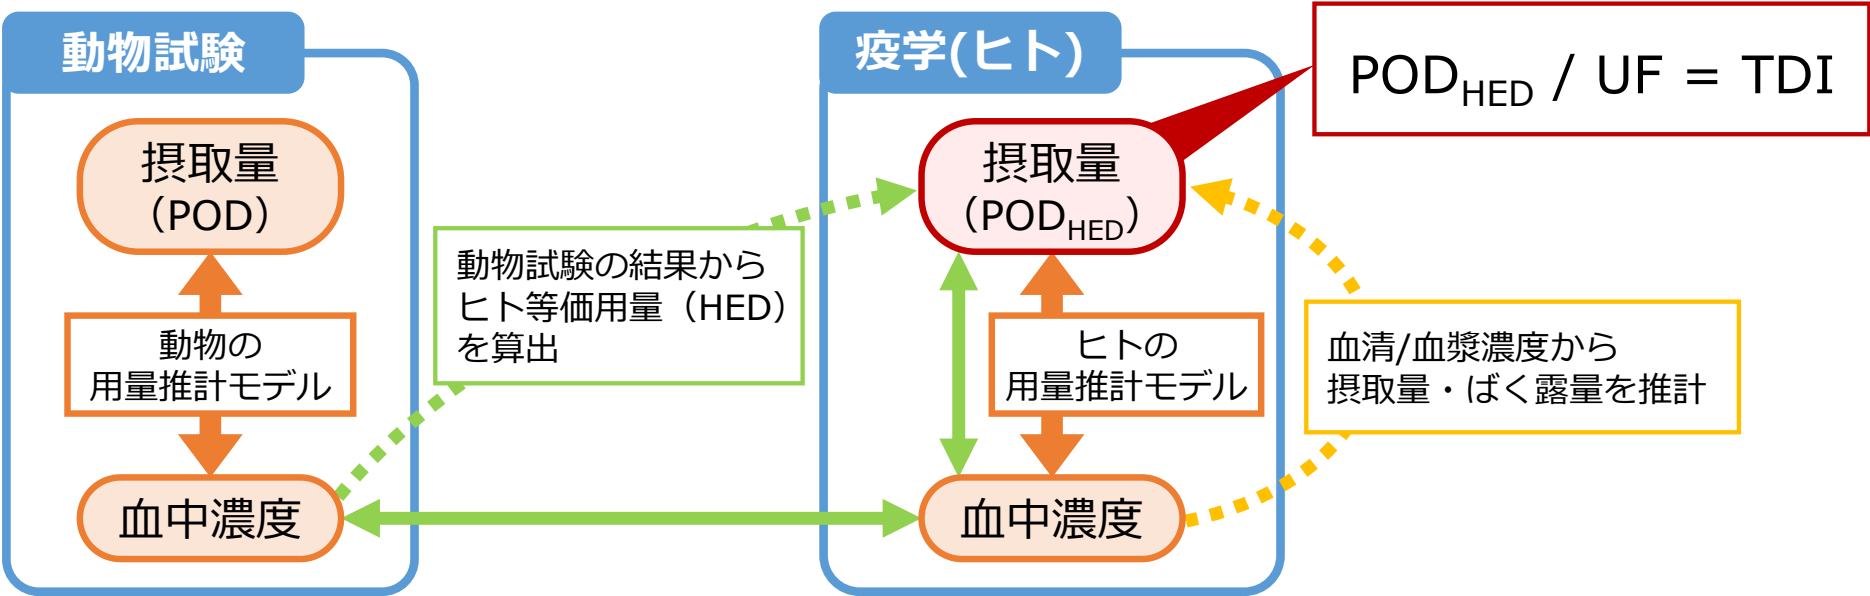 動物試験
摂取量
（POD）
動物の
用量推計モデル
血中濃度
動物試験の結果から
ヒト等価用量（HED）
を算出
疫学(ヒト)
摂取量
（PODHED）
ヒトの
用量推計モデル
血中濃度
PODHED / UF = TDI
血清/血漿濃度から
摂取量・ばく露量を推計